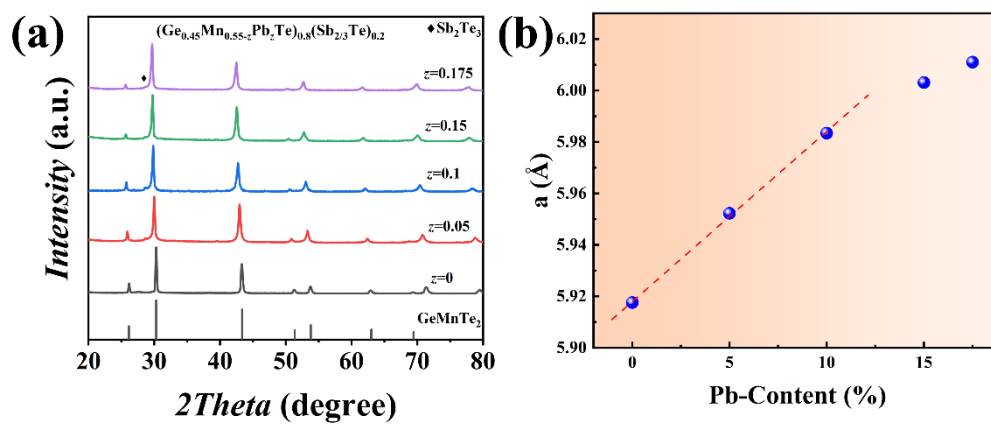 (a)
(Ge0.45Mn0.55-zPbzTe)0.8(Sb2/3Te)0.2
♦Sb2Te3
z=0.175
z=0.15
z=0.1
z=0.05
z=0
GeMnTe2
Intensity (a.u.)
20 30 40 50 60 70 80
2Theta (degree)
(b)
6.02
6.00
5.98
5.96
5.94
5.92
5.90
a (Å)
0 5 10 15
Pb-Content (%)